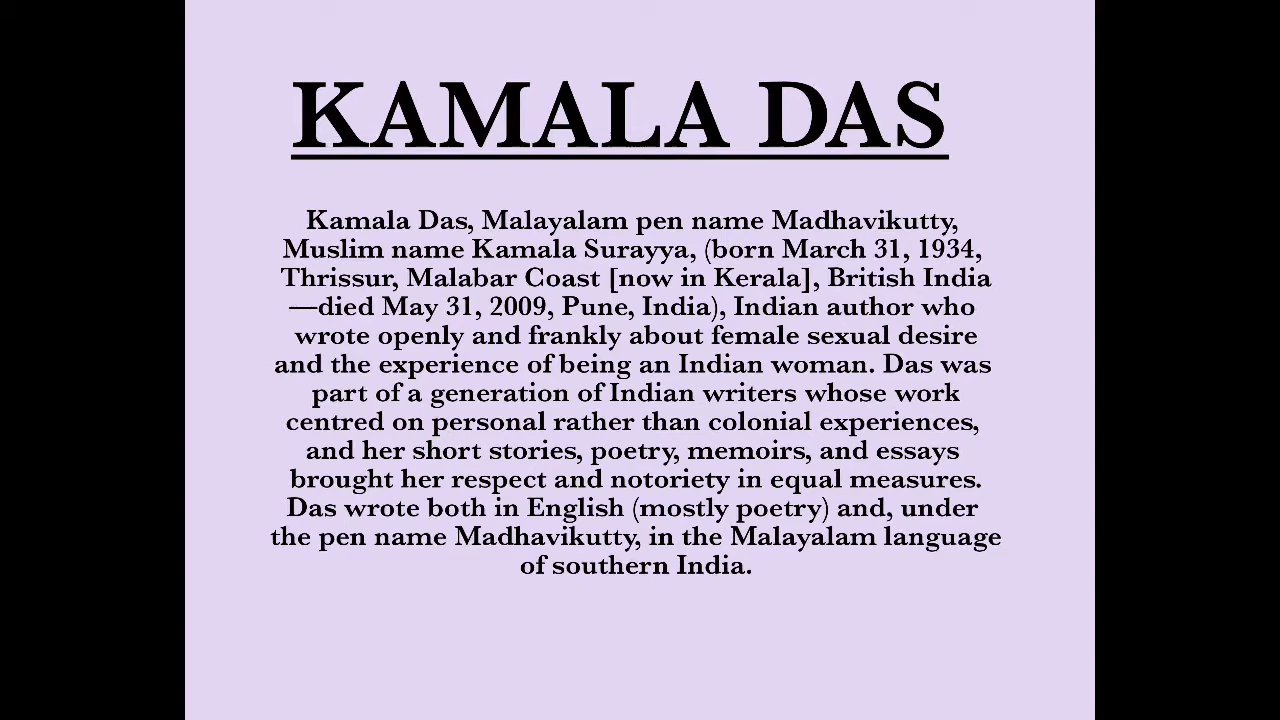 KAMALA DAS
Kamala Das, Malayalam pen name Madhavikutty,
Muslim name Kamala Surayya, (born March 31, 1934,
Thrissur, Malabar Coast [now in Kerala], British India
—died May 31, 2009, Pune, India), Indian author who
wrote openly and frankly about female sexual desire
and the experience of being an Indian woman. Das was
part of a generation of Indian writers whose work
centred on personal rather than colonial experiences,
and her short stories, poetry, memoirs, and essays
brought her respect and notoriety in equal measures.
Das wrote both in English (mostly poetry) and, under
the pen name Madhavikutty, in the Malayalam language
of southern India.